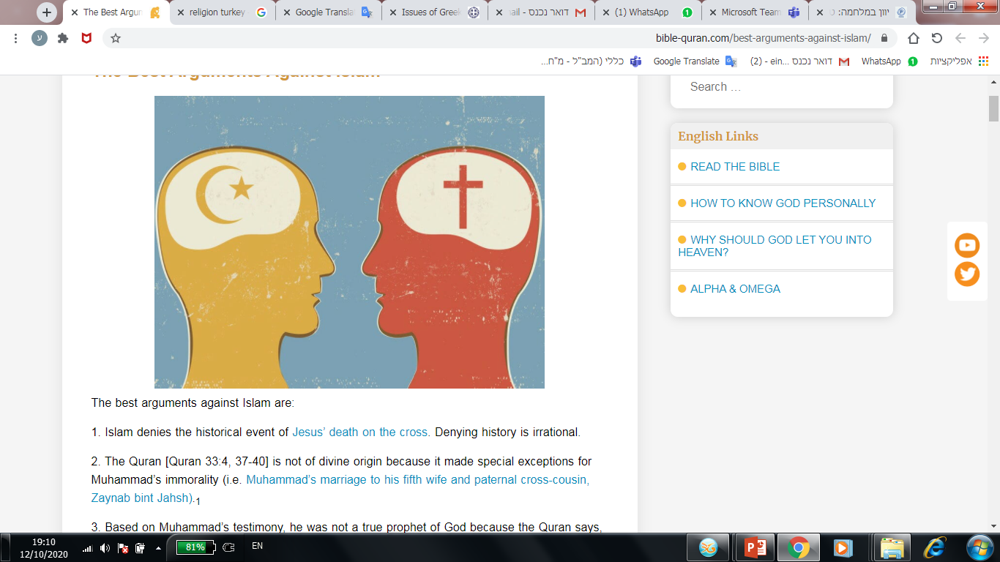 The Best Argur
religion turkey
Google Transla
Issues of Greek
דואר נכנס - ail
(1) WhatsApp
Microsoft Team
יוון במלחמה: ט
bible-quran.com/best-arguments-against-islam/
כללי (המב"ל - מ"ח...
Google Translate
דואר נכנס (2) - ein...
WhatsApp
אפליקציות
The Best Arguments Against Islam
Search …
English Links
READ THE BIBLE
HOW TO KNOW GOD PERSONALLY
WHY SHOULD GOD LET YOU INTO
HEAVEN?
ALPHA & OMEGA
The best arguments against Islam are:
1. Islam denies the historical event of Jesus' death on the cross. Denying history is irrational.
2. The Quran [Quran 33:4, 37-40] is not of divine origin because it made special exceptions for
Muhammad's immorality (i.e. Muhammad's marriage to his fifth wife and paternal cross-cousin,
Zaynab bint Jahsh).1
3. Based on Muhammad's testimony, he was not a true prophet of God because the Quran says,
19:10
12/10/2020
81%
EN